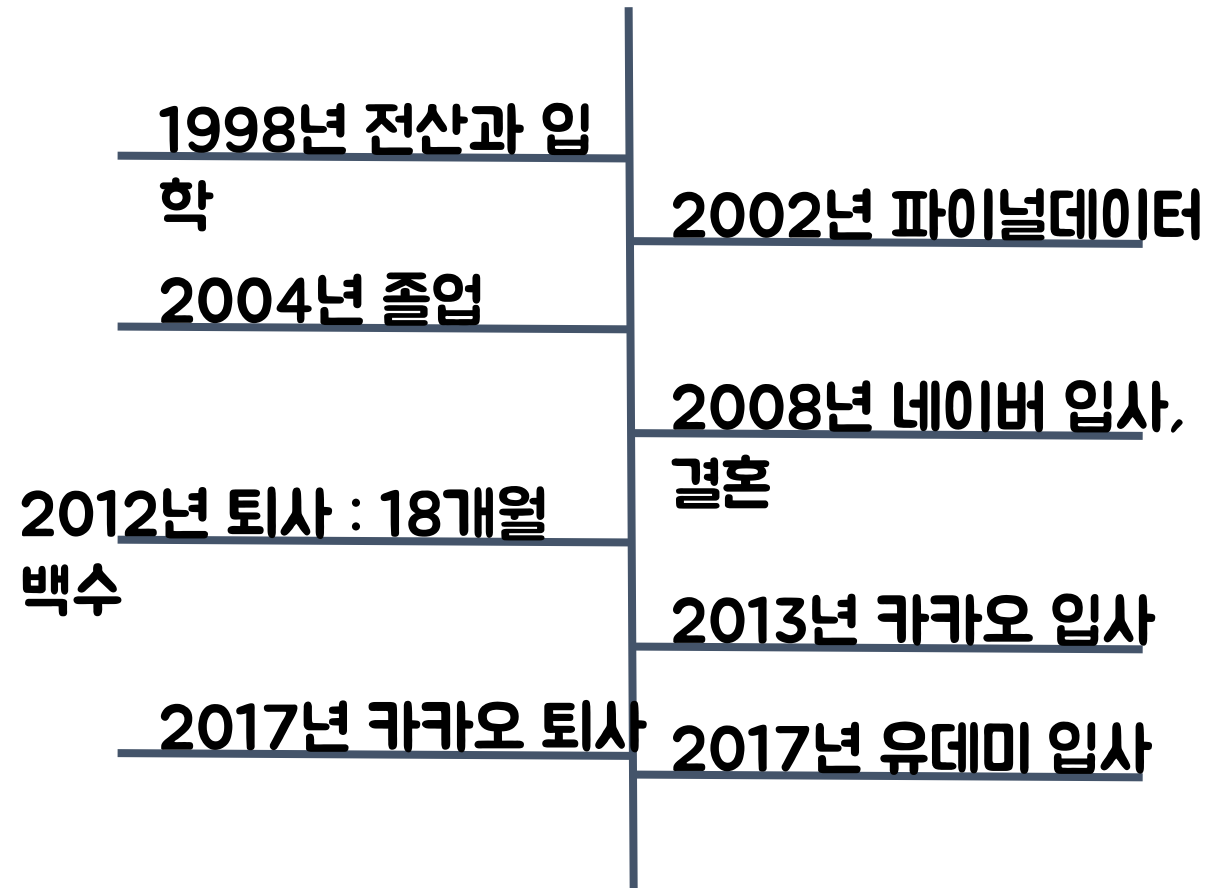 1998년 전산과 입
학
2002년 파이널데이터
2004년 졸업
2008년 네이버 입사,
결혼
2012년 퇴사 : 18개월
백수
2013년 카카오 입사
2017년 카카오 퇴사
2017년 유데미 입사